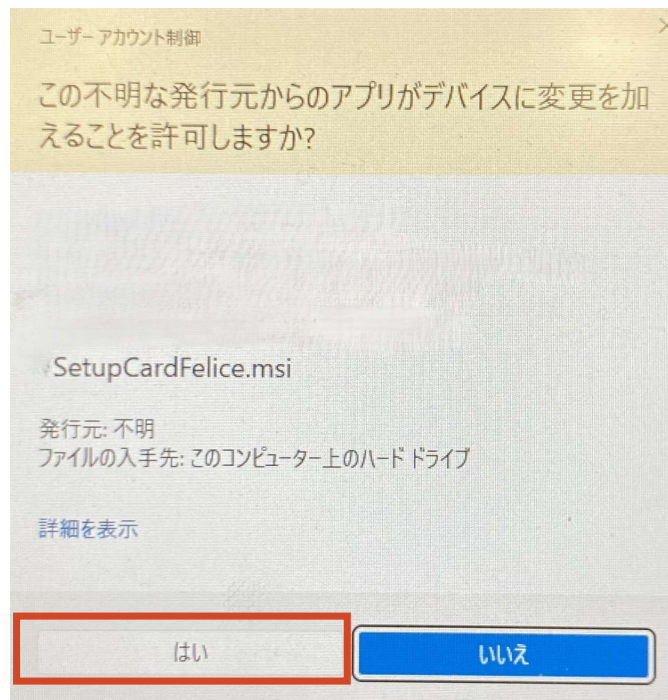 ユーザー アカウント制御
この不明な発行元からのアプリがデバイスに変更を加
えることを許可しますか?
SetupCardFelice.msi
発行元: 不明
ファイルの入手先: このコンピューター上のハード ドライブ
詳細を表示
はい
いいえ